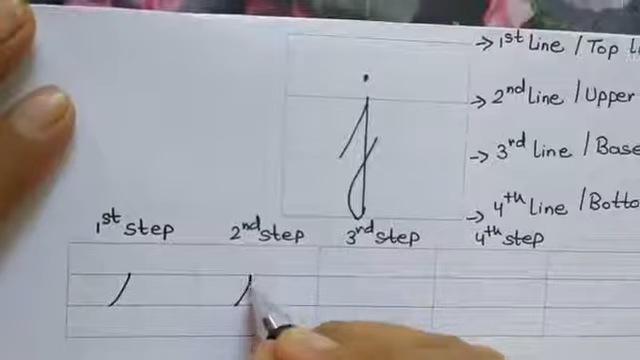 → 1st Line / Top
j
→ 2nd Line / Upper
→ 3rd Line / Base
→ 4th Line / Botto
1st step 2nd step 3rd step 4th step